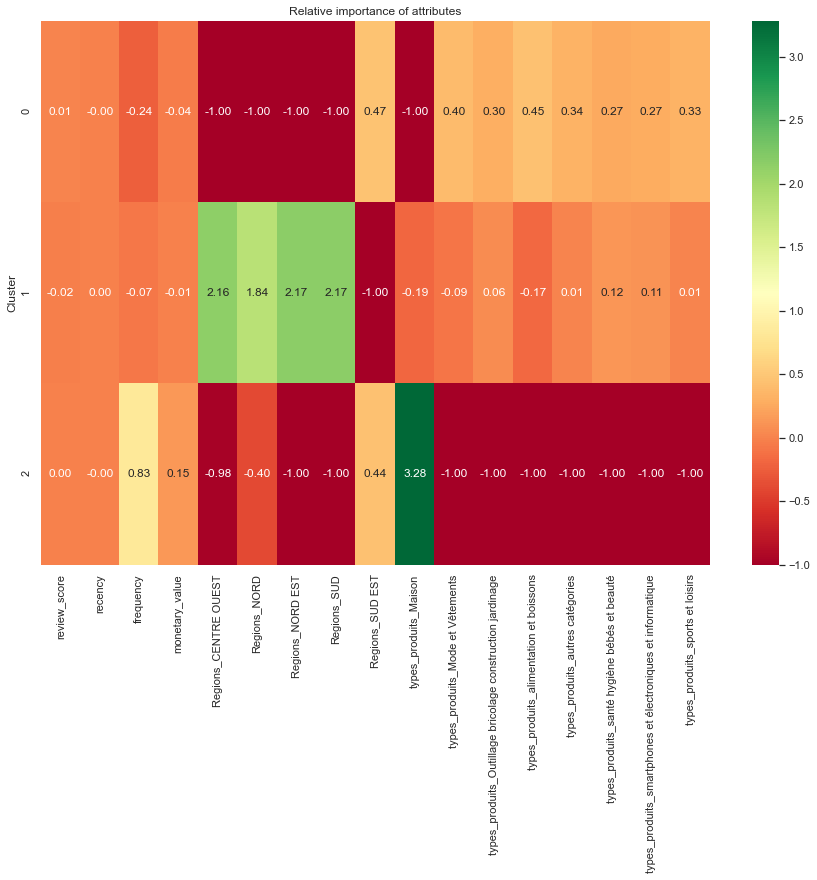 Relative importance of attributes
Cluster
0
0.01 -0.00 -0.24 -0.04 -1.00 -1.00 -1.00 -1.00 0.47 -1.00 0.40 0.30 0.45 0.34 0.27 0.27 0.33
1
-0.02 0.00 -0.07 -0.01 2.16 1.84 2.17 2.17 -1.00 -0.19 -0.09 0.06 -0.17 0.01 0.12 0.11 0.01
2
0.00 -0.00 0.83 0.15 -0.98 -0.40 -1.00 -1.00 0.44 3.28 -1.00 -1.00 -1.00 -1.00 -1.00 -1.00 -1.00
review_score
recency
frequency
monetary_value
Regions_CENTRE OUEST
Regions_NORD
Regions_NORD EST
Regions_SUD
Regions_SUD EST
types_produits_Maison
types_produits_Mode et Vêtements
types_produits_Outillage bricolage construction jardinage
types_produits_alimentation et boissons
types_produits_autres catégories
types_produits_santé hygiène bébés et beauté
types_produits_smartphones et électroniques et informatique
types_produits_sports et loisirs
3.0
2.5
2.0
1.5
1.0
0.5
0.0
−0.5
−1.0